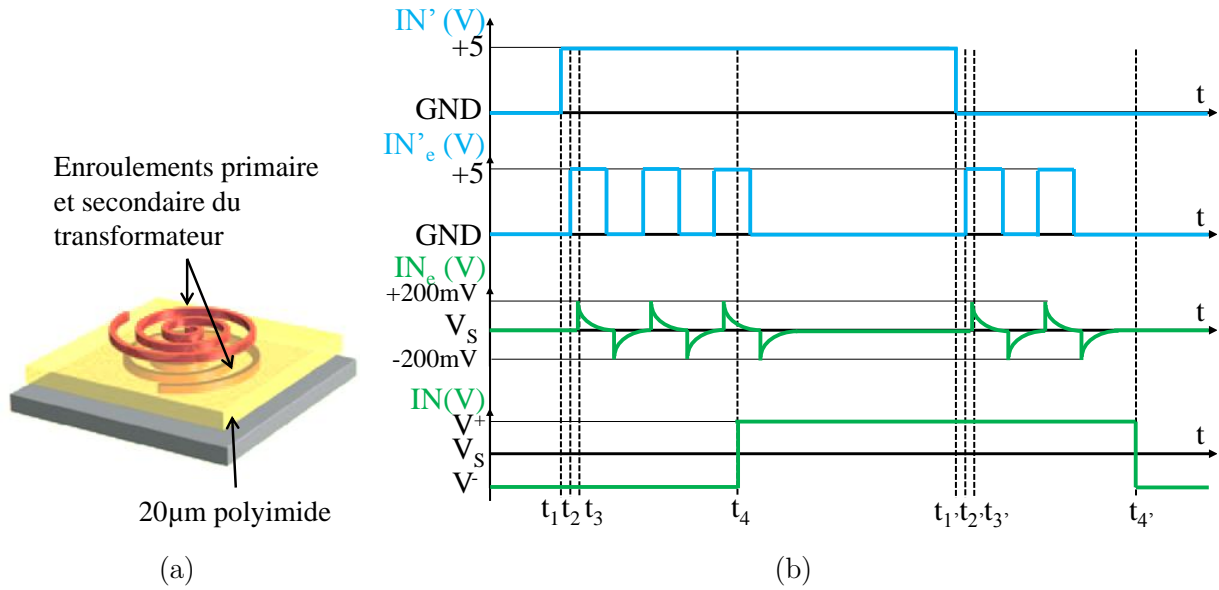 Enroulements primaire
et secondaire du
transformateur
20µm polyimide
(a)
IN' (V)
+5
GND
t
IN'e (V)
+5
GND
t
INe (V)
+200mV
VS
-200mV
t
IN(V)
V+
VS
V-
t
t1 t2 t3 t4 t1' t2' t3' t4'
(b)